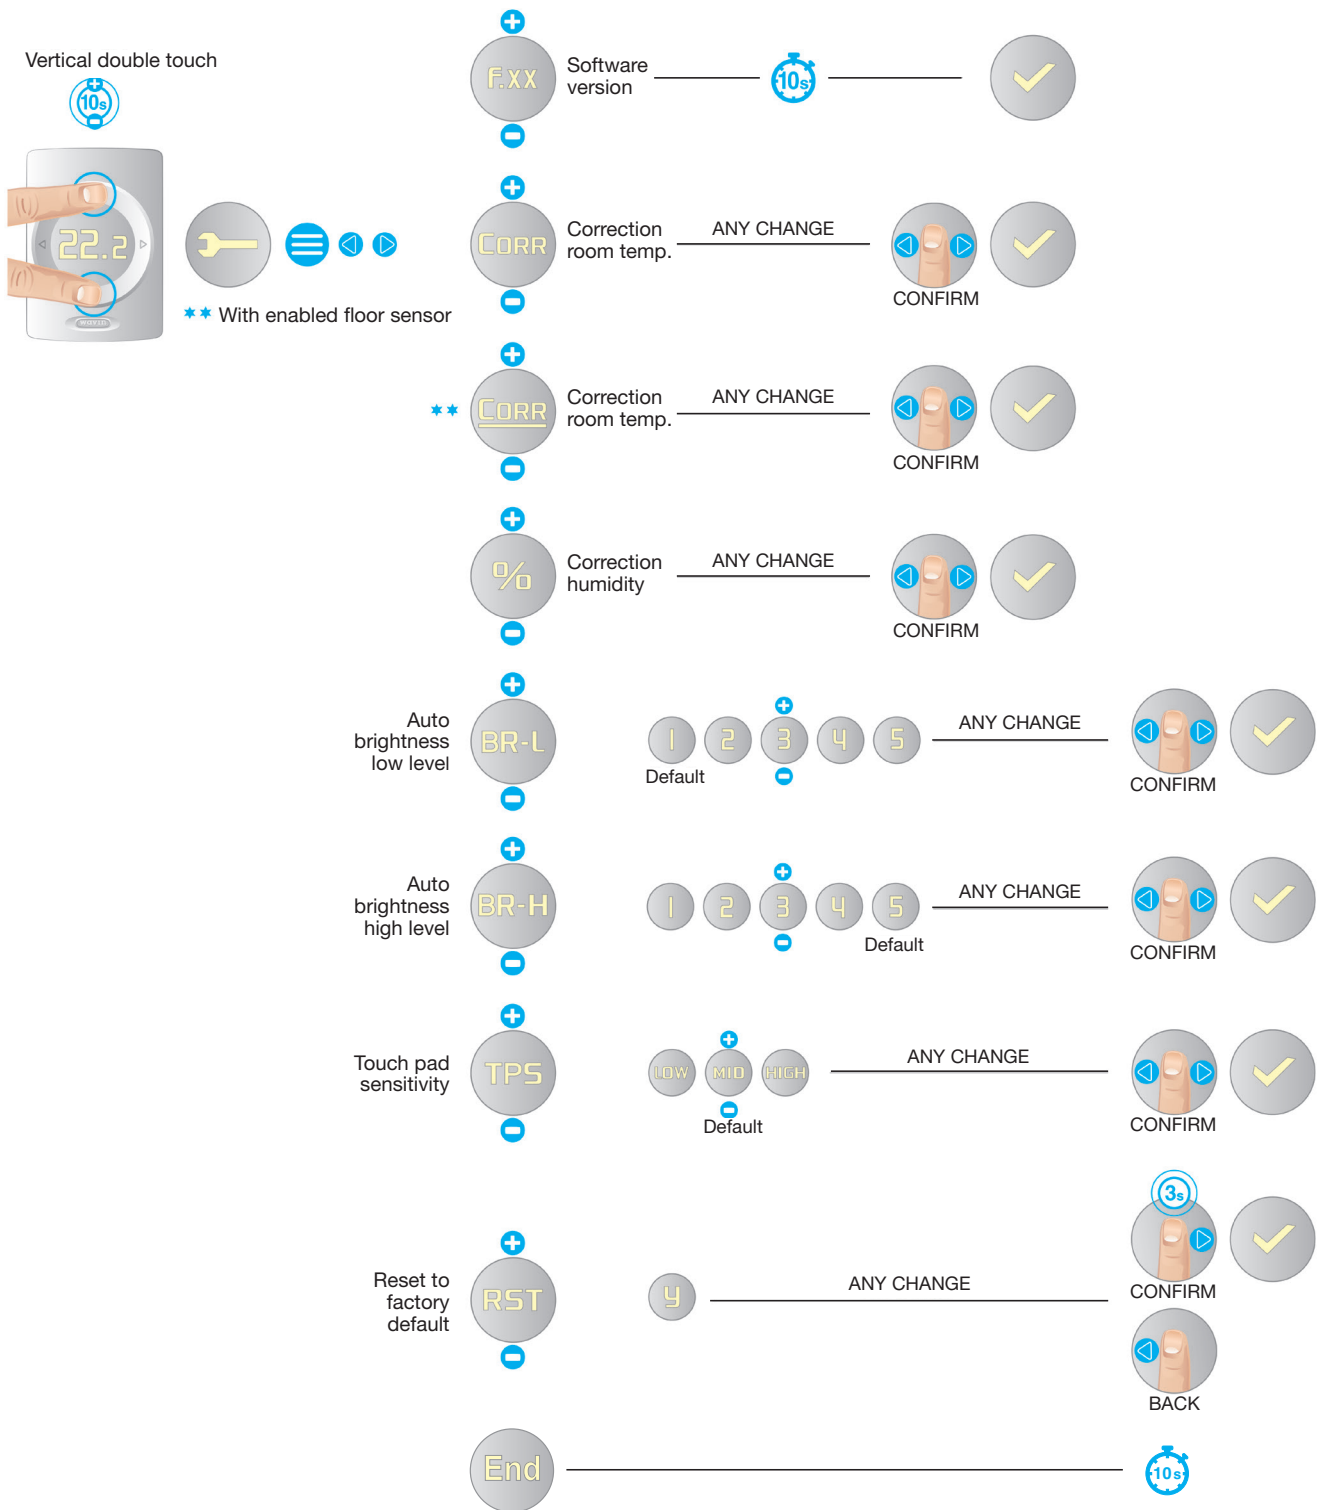 Vertical double touch
10s
22.2
wavin
** With enabled floor sensor
F.XX
Software
version
10s
CORR
Correction
room temp.
ANY CHANGE
CONFIRM
**
CORR
Correction
room temp.
ANY CHANGE
CONFIRM
%
Correction
humidity
ANY CHANGE
CONFIRM
Auto
brightness
low level
BR-L
1 2 3 4 5
Default
ANY CHANGE
CONFIRM
Auto
brightness
high level
BR-H
1 2 3 4 5
Default
ANY CHANGE
CONFIRM
Touch pad
sensitivity
TPS
LOW MID HIGH
Default
ANY CHANGE
CONFIRM
Reset to
factory
default
RST
y
ANY CHANGE
3s
CONFIRM
BACK
End
10s